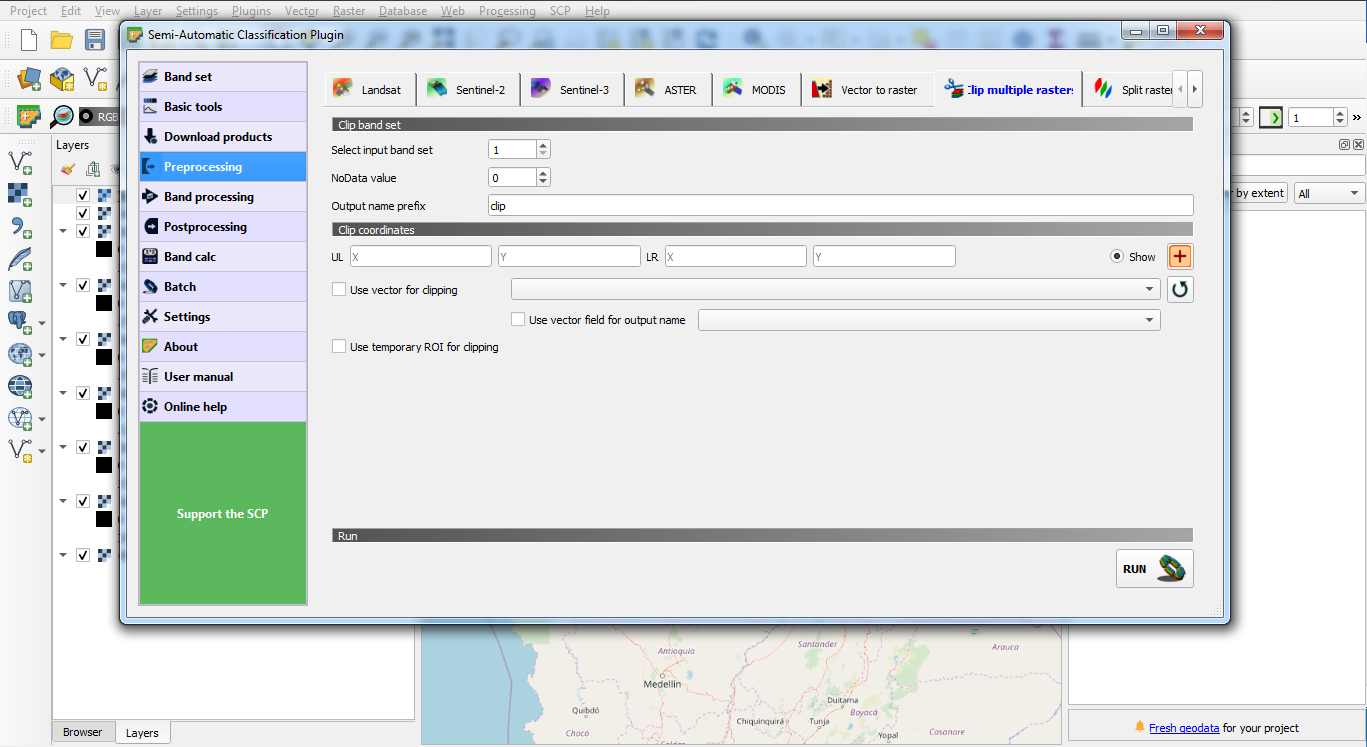 Project Edit View Layer Settings Plugins Vector Raster Database Web Processing SCP Help
Semi-Automatic Classification Plugin
Band set
Basic tools
Download products
Preprocessing
Band processing
Postprocessing
Band calc
Batch
Settings
About
User manual
Online help
Support the SCP
Landsat
Sentinel-2
Sentinel-3
ASTER
MODIS
Vector to raster
Clip multiple rasters
Split raster
Clip band set
Select input band set 1
NoData value 0
Output name prefix clip
Clip coordinates
UL X Y LR X Y Show
Use vector for clipping
Use vector field for output name
Use temporary ROI for clipping
Run
RUN
RGB
Layers
1
»
by extent
All
Antioquia
Santander
Arauca
Medellín
Duitama
Quibdó
Boyacá
Chiquinquirá
Tunja
Chocó
Yopal
Casanare
Browser
Layers
Fresh geodata for your project